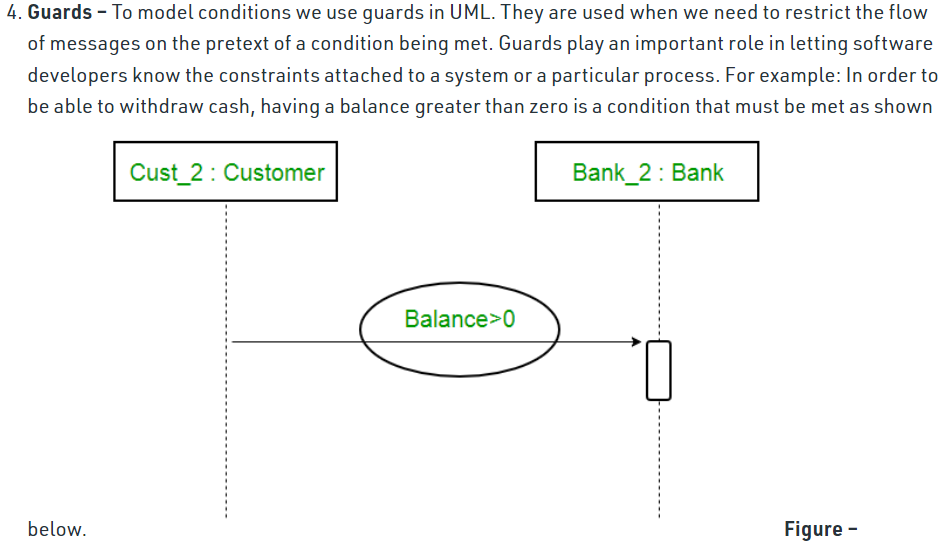 4. Guards – To model conditions we use guards in UML. They are used when we need to restrict the flow
of messages on the pretext of a condition being met. Guards play an important role in letting software
developers know the constraints attached to a system or a particular process. For example: In order to
be able to withdraw cash, having a balance greater than zero is a condition that must be met as shown
Cust_2 : Customer
Bank_2 : Bank
Balance>0
below.
Figure –